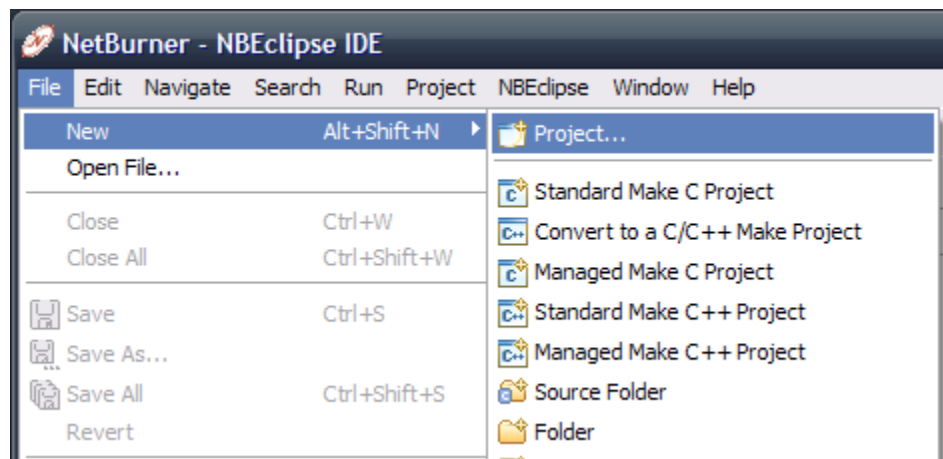 NetBurner - NBEclipse IDE
File Edit Navigate Search Run Project NBEclipse Window Help
New Alt+Shift+N
Open File...
Close Ctrl+W
Close All Ctrl+Shift+W
Save Ctrl+S
Save As...
Save All Ctrl+Shift+S
Revert
Project...
Standard Make C Project
Convert to a C/C++ Make Project
Managed Make C Project
Standard Make C++ Project
Managed Make C++ Project
Source Folder
Folder